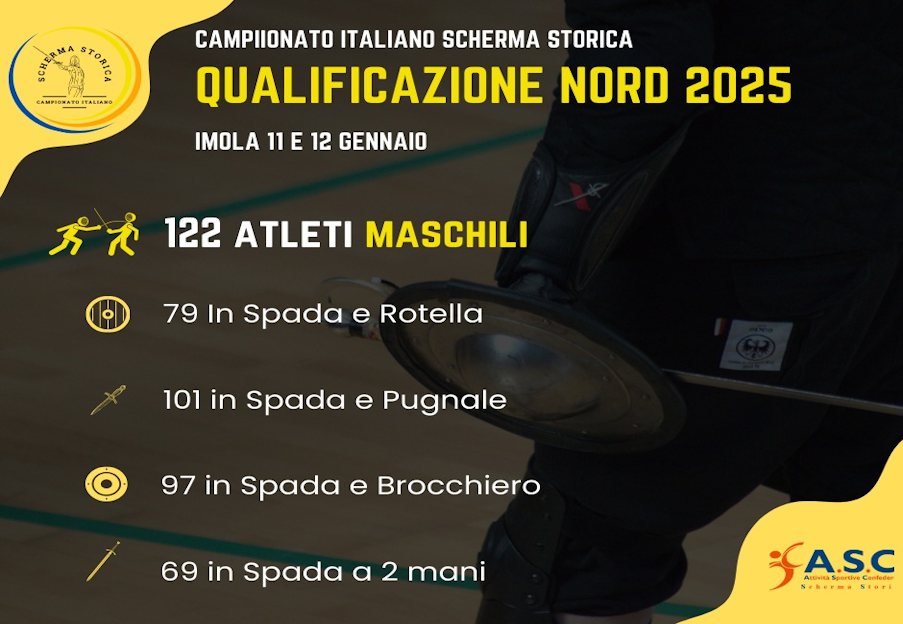 SCHERMA STORICA
CAMPIONATO ITALIANO
CAMPIIONATO ITALIANO SCHERMA STORICA
QUALIFICAZIONE NORD 2025
IMOLA 11 E 12 GENNAIO
122 ATLETI MASCHILI
79 In Spada e Rotella
101 in Spada e Pugnale
97 in Spada e Brocchiero
69 in Spada a 2 mani
A.S.C
Attività Sportive Confeder
Scherma Stori